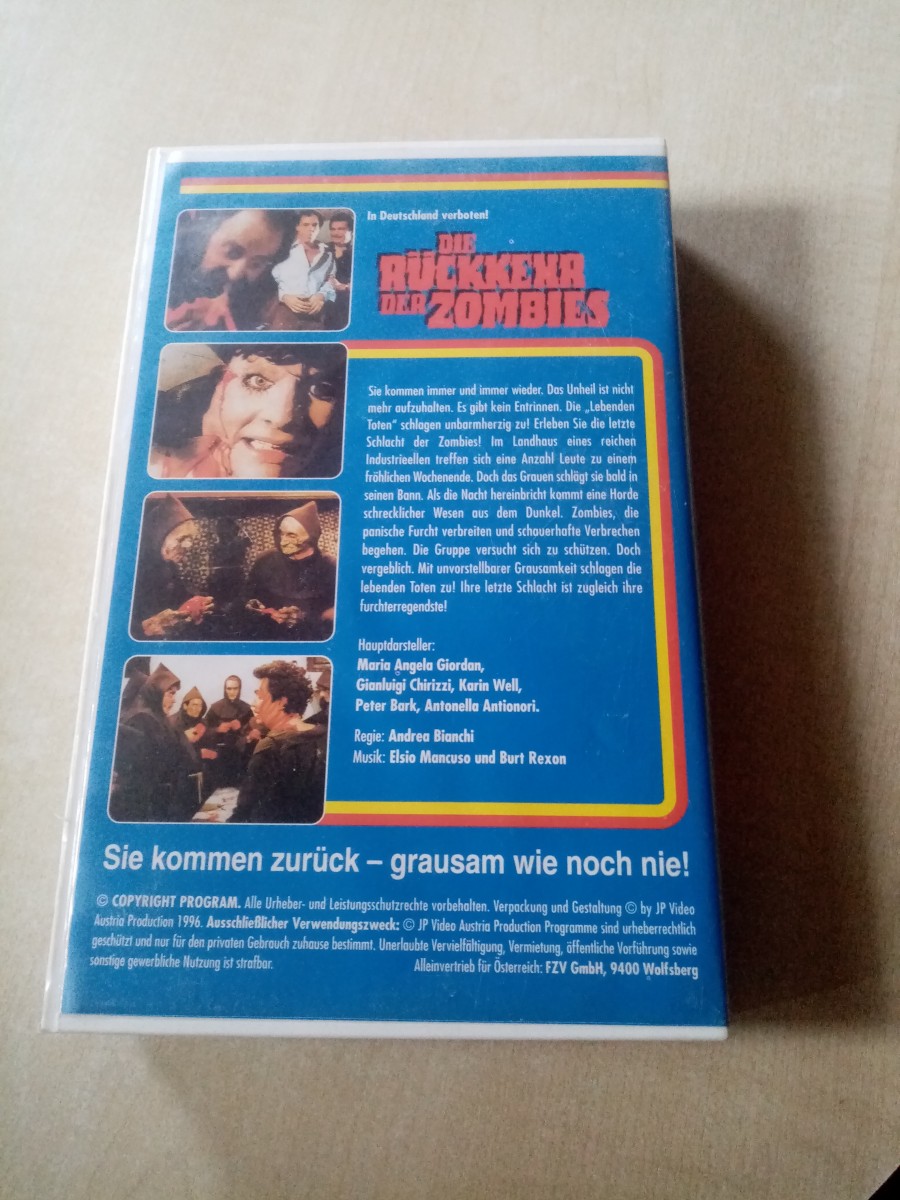 In Deutschland verboten!
DIE
RÜCKKEHR
DER ZOMBIES
Sie kommen immer und immer wieder. Das Unheil ist nicht
mehr aufzuhalten. Es gibt kein Entrinnen. Die „Lebenden
Toten“ schlagen unbarmherzig zu! Erleben Sie die letzte
Schlacht der Zombies! Im Landhaus eines reichen
Industrieellen treffen sich eine Anzahl Leute zu einem
fröhlichen Wochenende. Doch das Grauen schlägt sie bald in
seinen Bann. Als die Nacht hereinbricht kommt eine Horde
schrecklicher Wesen aus dem Dunkel. Zombies, die
panische Furcht verbreiten und schauerhafte Verbrechen
begehen. Die Gruppe versucht sich zu schützen. Doch
vergeblich. Mit unvorstellbarer Grausamkeit schlagen die
lebenden Toten zu! Ihre letzte Schlacht ist zugleich ihre
furchterregendste!
Hauptdarsteller:
Maria Angela Giordan,
Gianluigi Chirizzi, Karin Well,
Peter Bark, Antonella Antionori.
Regie: Andrea Bianchi
Musik: Elsio Mancuso und Burt Rexon
Sie kommen zurück – grausam wie noch nie!
© COPYRIGHT PROGRAM. Alle Urheber- und Leistungsschutzrechte vorbehalten. Verpackung und Gestaltung © by JP Video
Austria Production 1996. Ausschließlicher Verwendungszweck: © JP Video Austria Production Programme sind urheberrechtlich
geschützt und nur für den privaten Gebrauch zuhause bestimmt. Unerlaubte Vervielfältigung, Vermietung, öffentliche Vorführung sowie
sonstige gewerbliche Nutzung ist strafbar.
Alleinvertrieb für Österreich: FZV GmbH, 9400 Wolfsberg